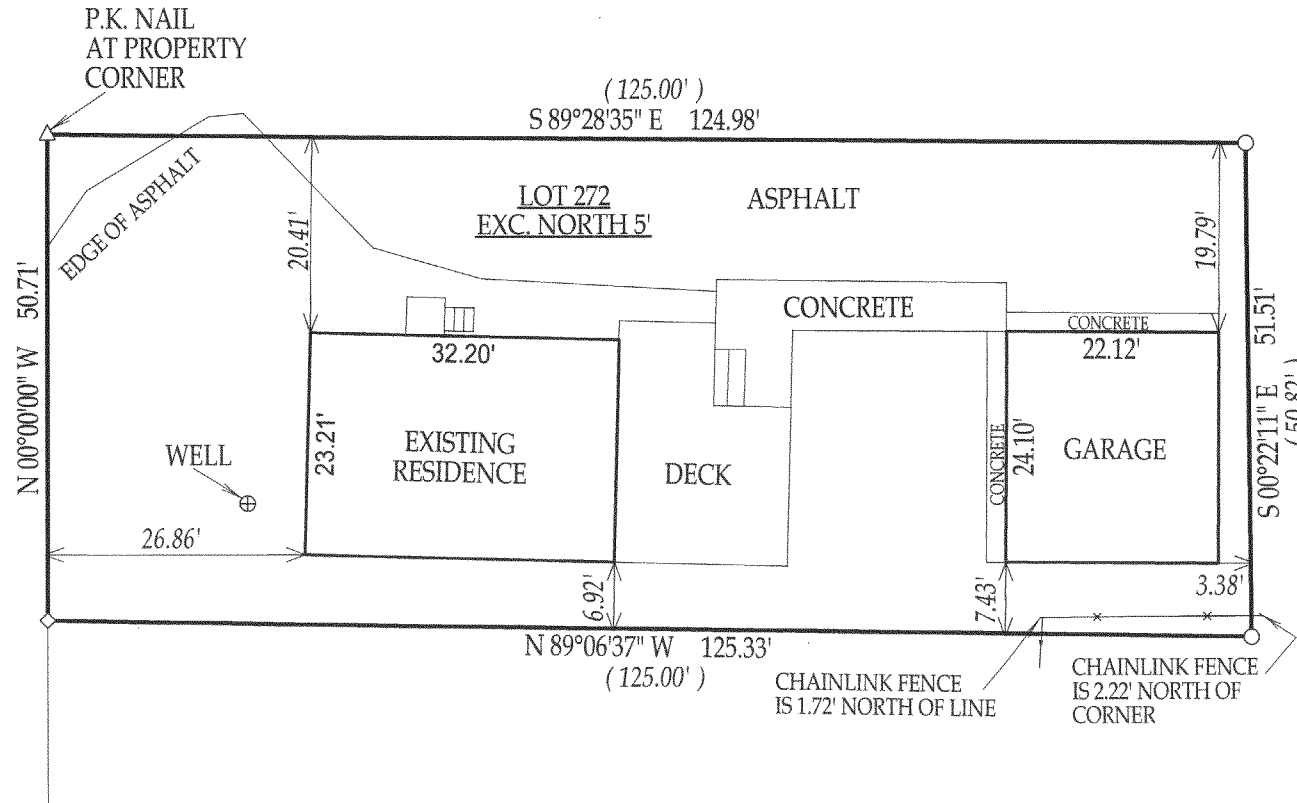 P.K. NAIL
AT PROPERTY
CORNER
( 125.00' )
S 89°28'35" E 124.98'
EDGE OF ASPHALT
20.41'
LOT 272
EXC. NORTH 5'
ASPHALT
19.79'
N 00°00'00" W 50.71'
CONCRETE
CONCRETE
32.20'
22.12'
23.21'
EXISTING
RESIDENCE
WELL
DECK
CONCRETE
24.10'
GARAGE
S 00°22'11" E 51.51'
( 50.82' )
26.86'
6.92'
7.43'
3.38'
N 89°06'37" W 125.33'
( 125.00' )
CHAINLINK FENCE
IS 1.72' NORTH OF LINE
CHAINLINK FENCE
IS 2.22' NORTH OF
CORNER